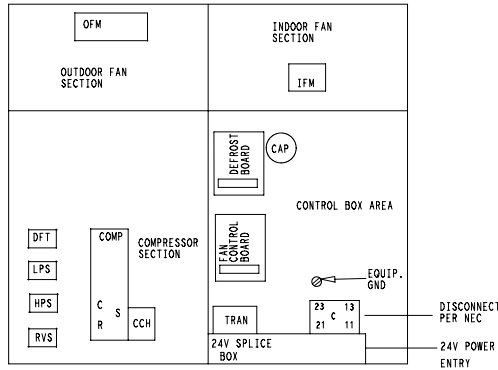 OFM
OUTDOOR FAN
SECTION
INDOOR FAN
SECTION
IFM
DEFROST
BOARD
CAP
CONTROL BOX AREA
DFT
LPS
HPS
RVS
COMP
C
S
R
CCH
COMPRESSOR
SECTION
FAN
CONTROL
BOARD
EQUIP.
GND
TRAN
23 13
C
21 11
DISCONNECT
PER NEC
24V SPLICE
BOX
24V POWER
ENTRY